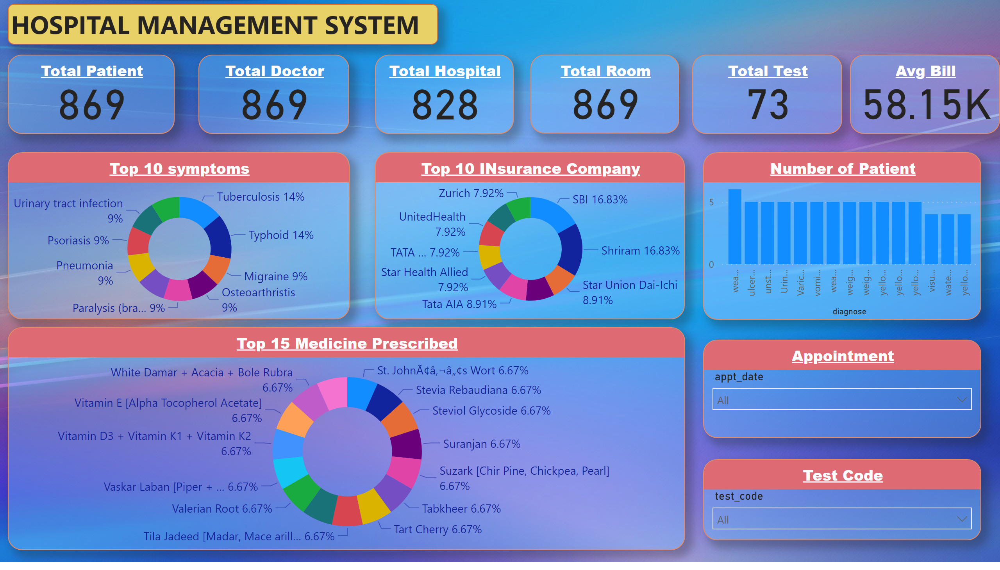 HOSPITAL MANAGEMENT SYSTEM
Total Patient
869
Total Doctor
869
Total Hospital
828
Total Room
869
Total Test
73
Avg Bill
58.15K
Top 10 symptoms
Tuberculosis 14%
Typhoid 14%
Migraine 9%
Osteoarthristis
9%
Paralysis (bra... 9%
Pneumonia
9%
Psoriasis 9%
Urinary tract infection
9%
Top 10 INsurance Company
SBI 16.83%
Shriram 16.83%
Star Union Dai-Ichi
8.91%
Tata AIA 8.91%
Star Health Allied
7.92%
TATA ... 7.92%
UnitedHealth
7.92%
Zurich 7.92%
Number of Patient
5
0
wea...
ulcer...
unst...
Urin...
Varic...
vomi...
wea...
weig...
weig...
yello...
yello...
yello...
visu...
wate...
yello...
diagnose
Top 15 Medicine Prescribed
St. JohnÃ¢â‚¬â„¢s Wort 6.67%
Stevia Rebaudiana 6.67%
Steviol Glycoside 6.67%
Suranjan 6.67%
Suzark [Chir Pine, Chickpea, Pearl]
6.67%
Tabkheer 6.67%
Tart Cherry 6.67%
Tila Jadeed [Madar, Mace arill... 6.67%
Valerian Root 6.67%
Vaskar Laban [Piper + ... 6.67%
Vitamin D3 + Vitamin K1 + Vitamin K2
6.67%
Vitamin E [Alpha Tocopherol Acetate]
6.67%
White Damar + Acacia + Bole Rubra
6.67%
Appointment
appt_date
All
Test Code
test_code
All